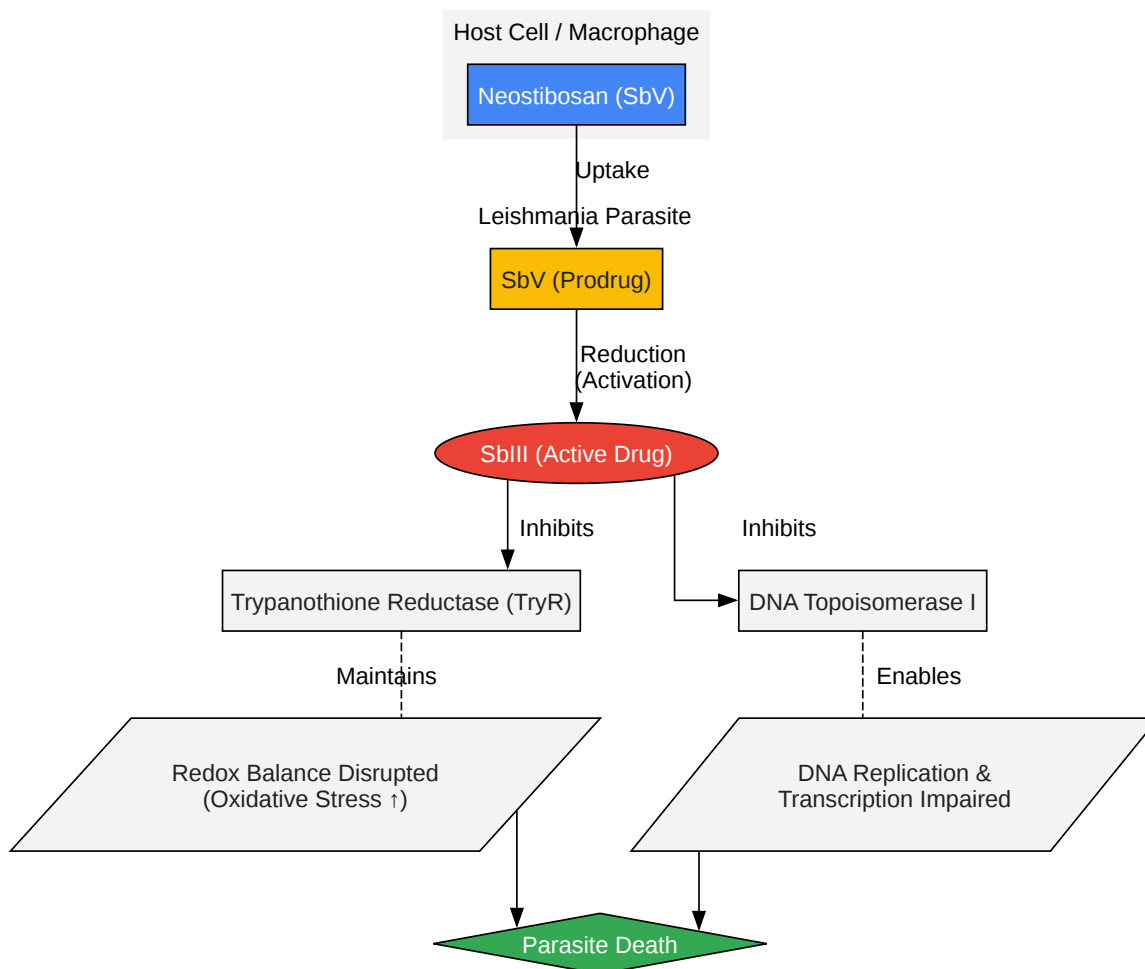 Host Cell / Macrophage
Neostibosan (SbV)
Uptake
Leishmania Parasite
SbV (Prodrug)
Reduction
(Activation)
SbIII (Active Drug)
Inhibits
Inhibits
Trypanothione Reductase (TryR)
DNA Topoisomerase I
Maintains
Enables
Redox Balance Disrupted
(Oxidative Stress ↑)
DNA Replication &
Transcription Impaired
Parasite Death